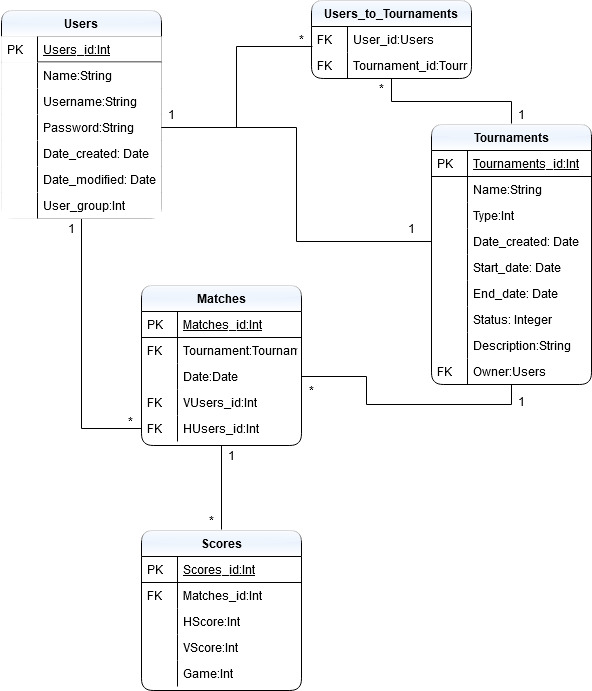 Users
PK Users_id:Int
Name:String
Username:String
Password:String
Date_created: Date
Date_modified: Date
User_group:Int
Users_to_Tournaments
FK User_id:Users
FK Tournament_id:Tourr
*
*
1
1
1
1
Tournaments
PK Tournaments_id:Int
Name:String
Type:Int
Date_created: Date
Start_date: Date
End_date: Date
Status: Integer
Description:String
FK Owner:Users
1
*
*
Matches
PK Matches_id:Int
FK Tournament:Tournan
Date:Date
FK VUsers_id:Int
FK HUsers_id:Int
1
*
Scores
PK Scores_id:Int
FK Matches_id:Int
HScore:Int
VScore:Int
Game:Int